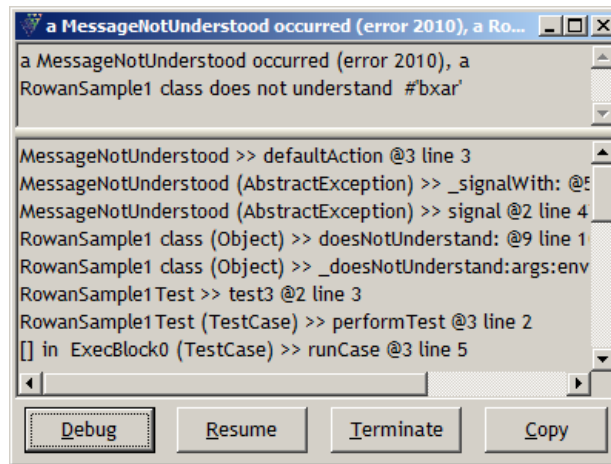 a MessageNotUnderstood occurred (error 2010), a Ro...
a MessageNotUnderstood occurred (error 2010), a
RowanSample1 class does not understand #'bxar'
MessageNotUnderstood >> defaultAction @3 line 3
MessageNotUnderstood (AbstractException) >> _signalWith: @5
MessageNotUnderstood (AbstractException) >> signal @2 line 4
RowanSample1 class (Object) >> doesNotUnderstand: @9 line 1
RowanSample1 class (Object) >> _doesNotUnderstand:args:env
RowanSample1Test >> test3 @2 line 3
RowanSample1Test (TestCase) >> performTest @3 line 2
[] in ExecBlock0 (TestCase) >> runCase @3 line 5
Debug Resume Terminate Copy